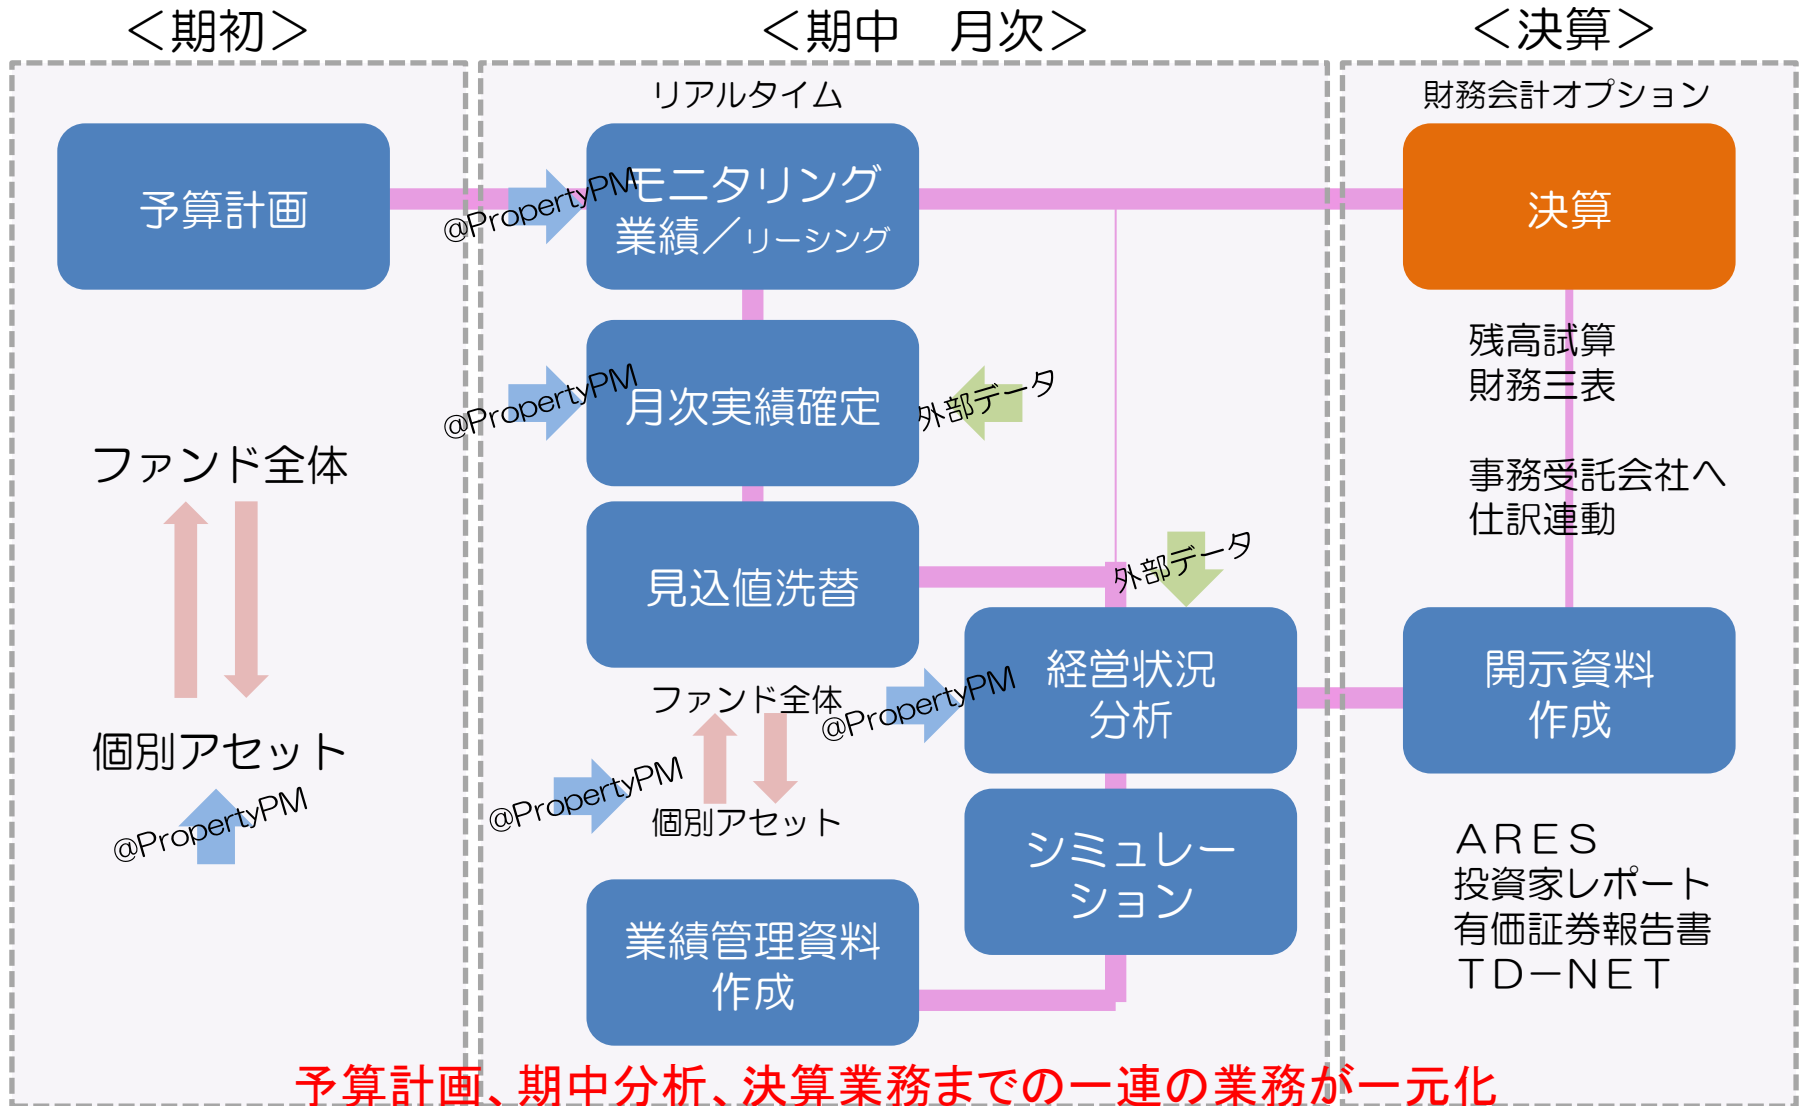 ＜期初＞
予算計画
ファンド全体
個別アセット
@PropertyPM
＜期中　月次＞
リアルタイム
@PropertyPM
モニタリング
業績／リーシング
@PropertyPM
月次実績確定
外部データ
見込値洗替
外部データ
ファンド全体
@PropertyPM
経営状況
分析
@PropertyPM
個別アセット
シミュレー
ション
業績管理資料
作成
＜決算＞
財務会計オプション
決算
残高試算
財務三表
事務受託会社へ
仕訳連動
開示資料
作成
ＡＲＥＳ
投資家レポート
有価証券報告書
ＴＤ－ＮＥＴ
予算計画、期中分析、決算業務までの一連の業務が一元化